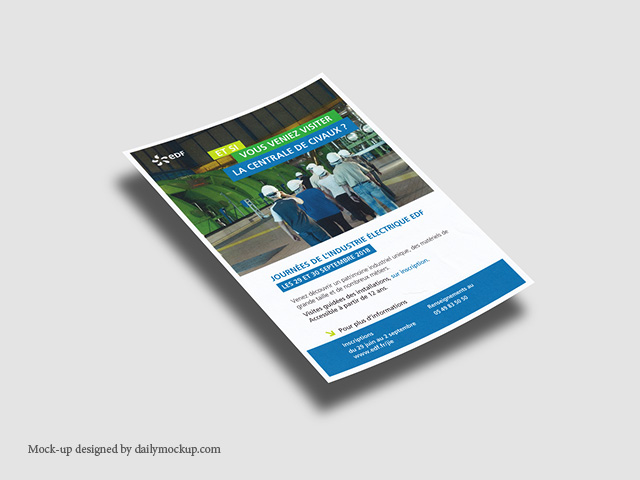 eDF
ET SI
VOUS VENIEZ VISITER
LA CENTRALE DE CIVAUX ?
JOURNÉES DE L'INDUSTRIE ÉLECTRIQUE EDF
LES 29 ET 30 SEPTEMBRE 2018
Venez découvrir un patrimoine industriel unique, des matériels de
grande taille et de nombreux métiers.
Visites guidées des installations, sur inscription.
Accessible à partir de 12 ans.
Pour plus d'informations
Inscriptions
du 29 juin au 2 septembre
www.edf.fr/jie
Renseignements au
05 49 83 50 50
Mock-up designed by dailymockup.com